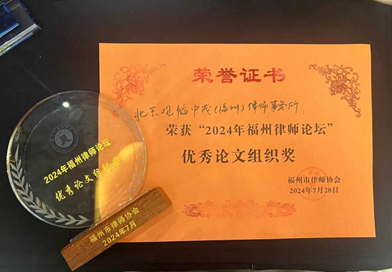 荣誉证书
北京观韬中茂(福州)律师事务所
荣获“2024年福州律师论坛”
优秀论文组织奖
福州市律师协会
2024年7月28日
2024年福州律师论坛
优秀论文组织奖
福州市律师协会
2024年7月